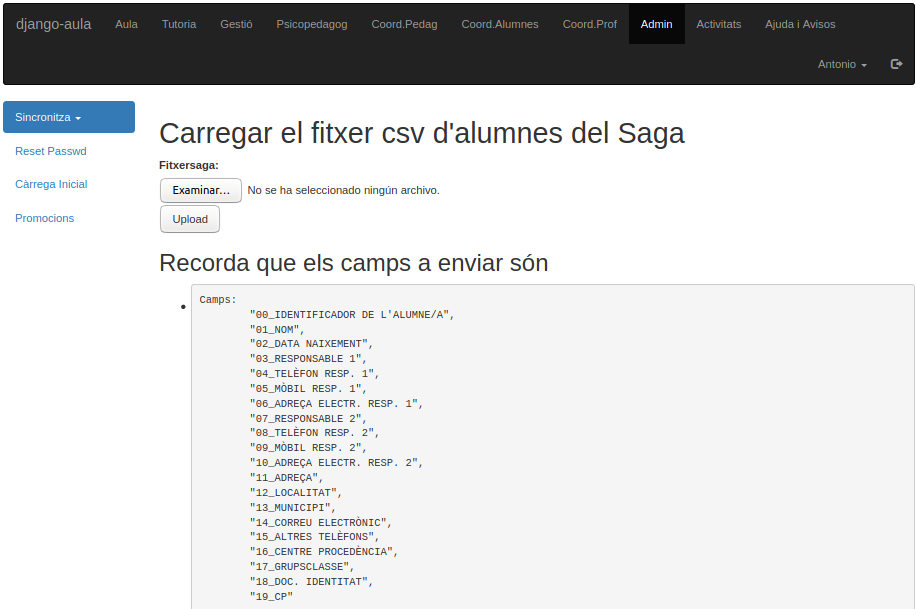 django-aula Aula Tutoria Gestió Psicopedagog Coord.Pedag Coord.Alumnes Coord.Prof Admin Activitats Ajuda i Avisos
Antonio
Sincronitza
Reset Passwd
Càrrega Inicial
Promocions
Carregar el fitxer csv d'alumnes del Saga
Fitxersaga:
Examinar... No se ha seleccionado ningún archivo.
Upload
Recorda que els camps a enviar són
Camps:
"00_IDENTIFICADOR DE L'ALUMNE/A",
"01_NOM",
"02_DATA NAIXEMENT",
"03_RESPONSABLE 1",
"04_TELÈFON RESP. 1",
"05_MÒBIL RESP. 1",
"06_ADREÇA ELECTR. RESP. 1",
"07_RESPONSABLE 2",
"08_TELÈFON RESP. 2",
"09_MÒBIL RESP. 2",
"10_ADREÇA ELECTR. RESP. 2",
"11_ADREÇA",
"12_LOCALITAT",
"13_MUNICIPI",
"14_CORREU ELECTRÒNIC",
"15_ALTRES TELÈFONS",
"16_CENTRE PROCEDÈNCIA",
"17_GRUPSCLASSE",
"18_DOC. IDENTITAT",
"19_CP"